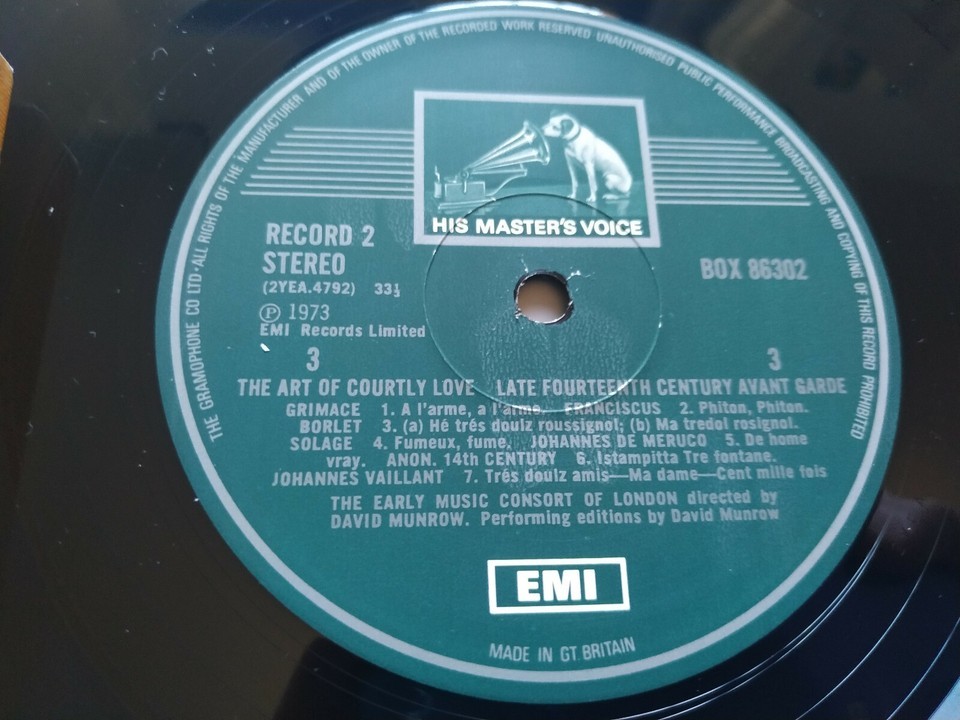 THE GRAMOPHONE CO LTD · ALL RIGHTS OF THE MANUFACTURER AND OF THE OWNER OF THE RECORDED WORK RESERVED UNAUTHORISED PUBLIC PERFORMANCE BROADCASTING AND COPYING OF THIS RECORD PROHIBITED
HIS MASTER'S VOICE
RECORD 2
STEREO
BOX 86302
(2YEA.4792) 33⅓
Ⓟ 1973
EMI Records Limited
3 3
THE ART OF COURTLY LOVE LATE FOURTEENTH CENTURY AVANT GARDE
GRIMACE 1. A l'arme, a l'arme. FRANCISCUS 2. Phiton, Phiton.
BORLET 3. (a) Hé trés doulz roussignol; (b) Ma tredol rosignol.
SOLAGE 4. Fumeux, fume. JOHANNES DE MERUCO 5. De home
vray. ANON. 14th CENTURY 6. Istampitta Tre fontane.
JOHANNES VAILLANT 7. Trés doulz amis—Ma dame—Cent mille fois
THE EARLY MUSIC CONSORT OF LONDON directed by
DAVID MUNROW. Performing editions by David Munrow
EMI
MADE IN GT. BRITAIN